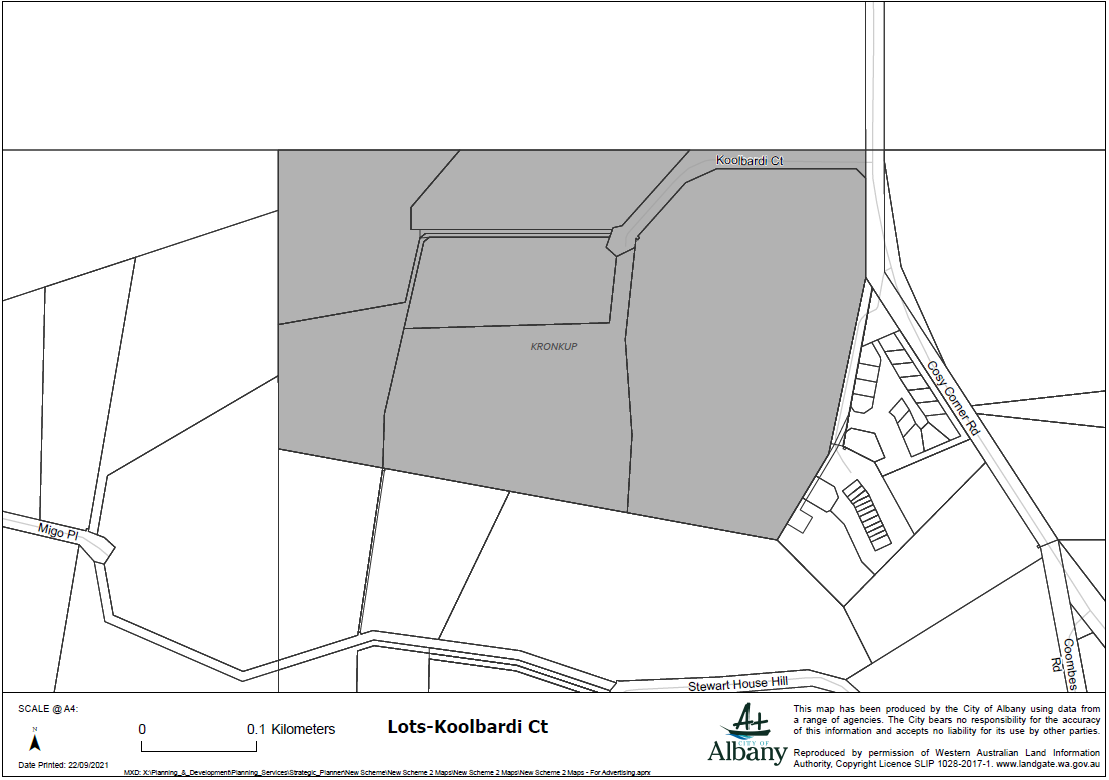 Koolbardi Ct
KRONKUP
Cosy Corner Rd
Migo Pl
Coombes
Rd
Stewart House Hill
SCALE @ A4:
N
0
0.1 Kilometers
Date Printed: 22/09/2021
Lots-Koolbardi Ct
MXD: X:\Planning_&_Development\Planning_Services\Strategic_Planner\New Scheme\New Scheme 2 Maps\New Scheme 2 Maps\New Scheme 2 Maps - For Advertising.aprx
CITY OF
Albany
This map has been produced by the City of Albany using data from
a range of agencies. The City bears no responsibility for the accuracy
of this information and accepts no liability for its use by other parties.
Reproduced by permission of Western Australian Land Information
Authority, Copyright Licence SLIP 1028-2017-1. www.landgate.wa.gov.au